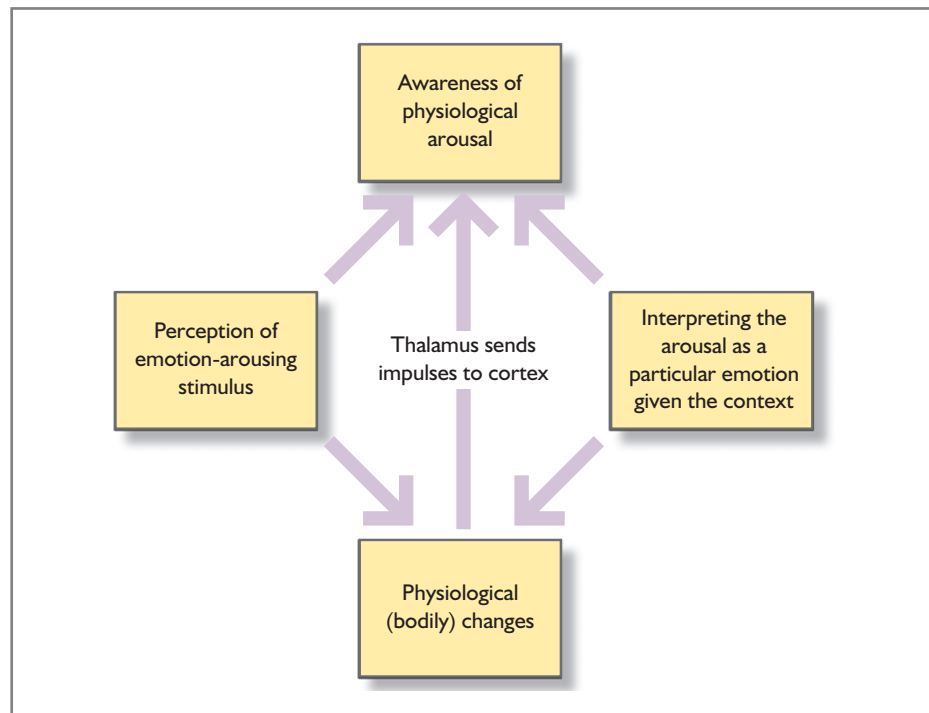 Awareness of
physiological
arousal
Perception of
emotion-arousing
stimulus
Thalamus sends
impulses to cortex
Interpreting the
arousal as a
particular emotion
given the context
Physiological
(bodily) changes